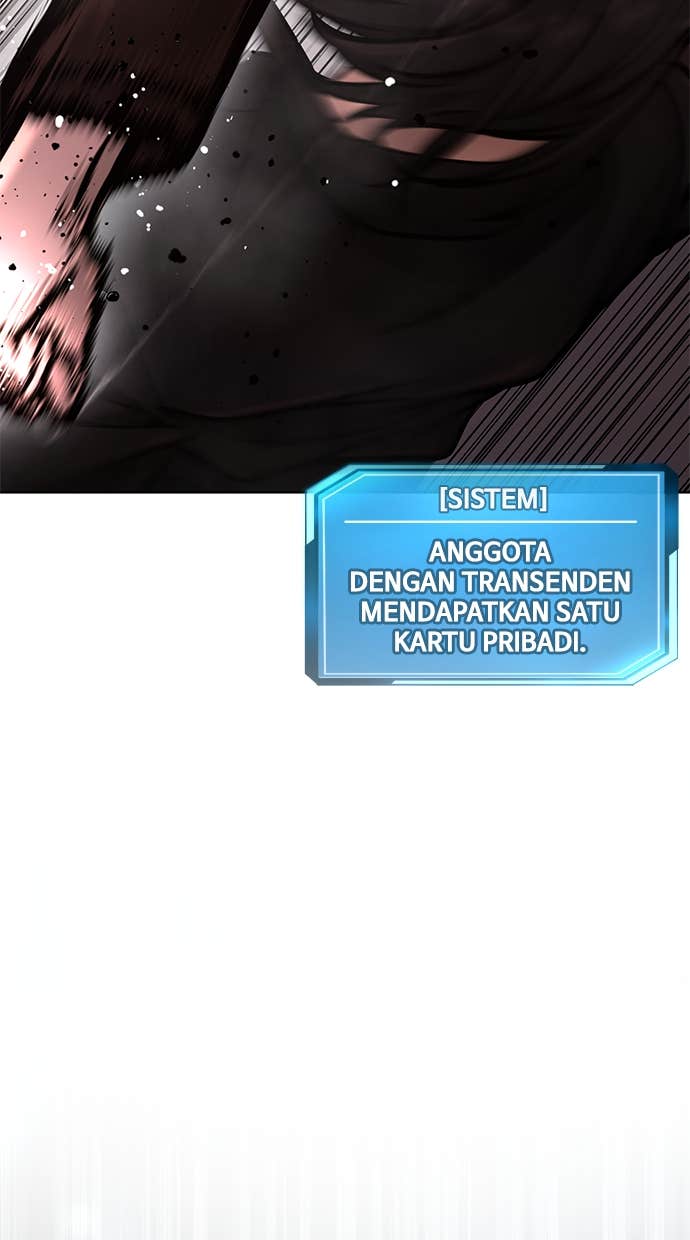 [SISTEM]
ANGGOTA
DENGAN TRANSENDEN
MENDAPATKAN SATU
KARTU PRIBADI.